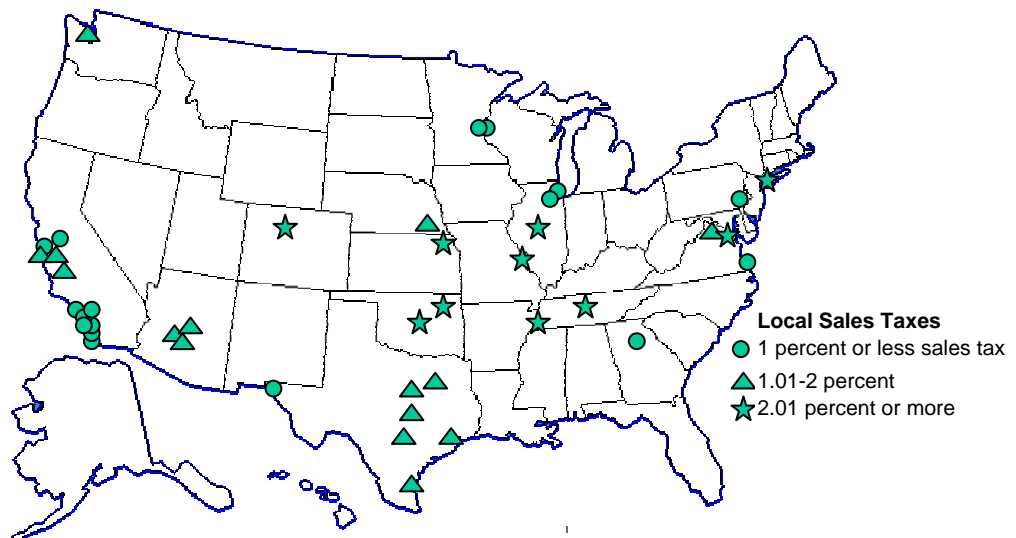 Local Sales Taxes
1 percent or less sales tax
1.01-2 percent
2.01 percent or more